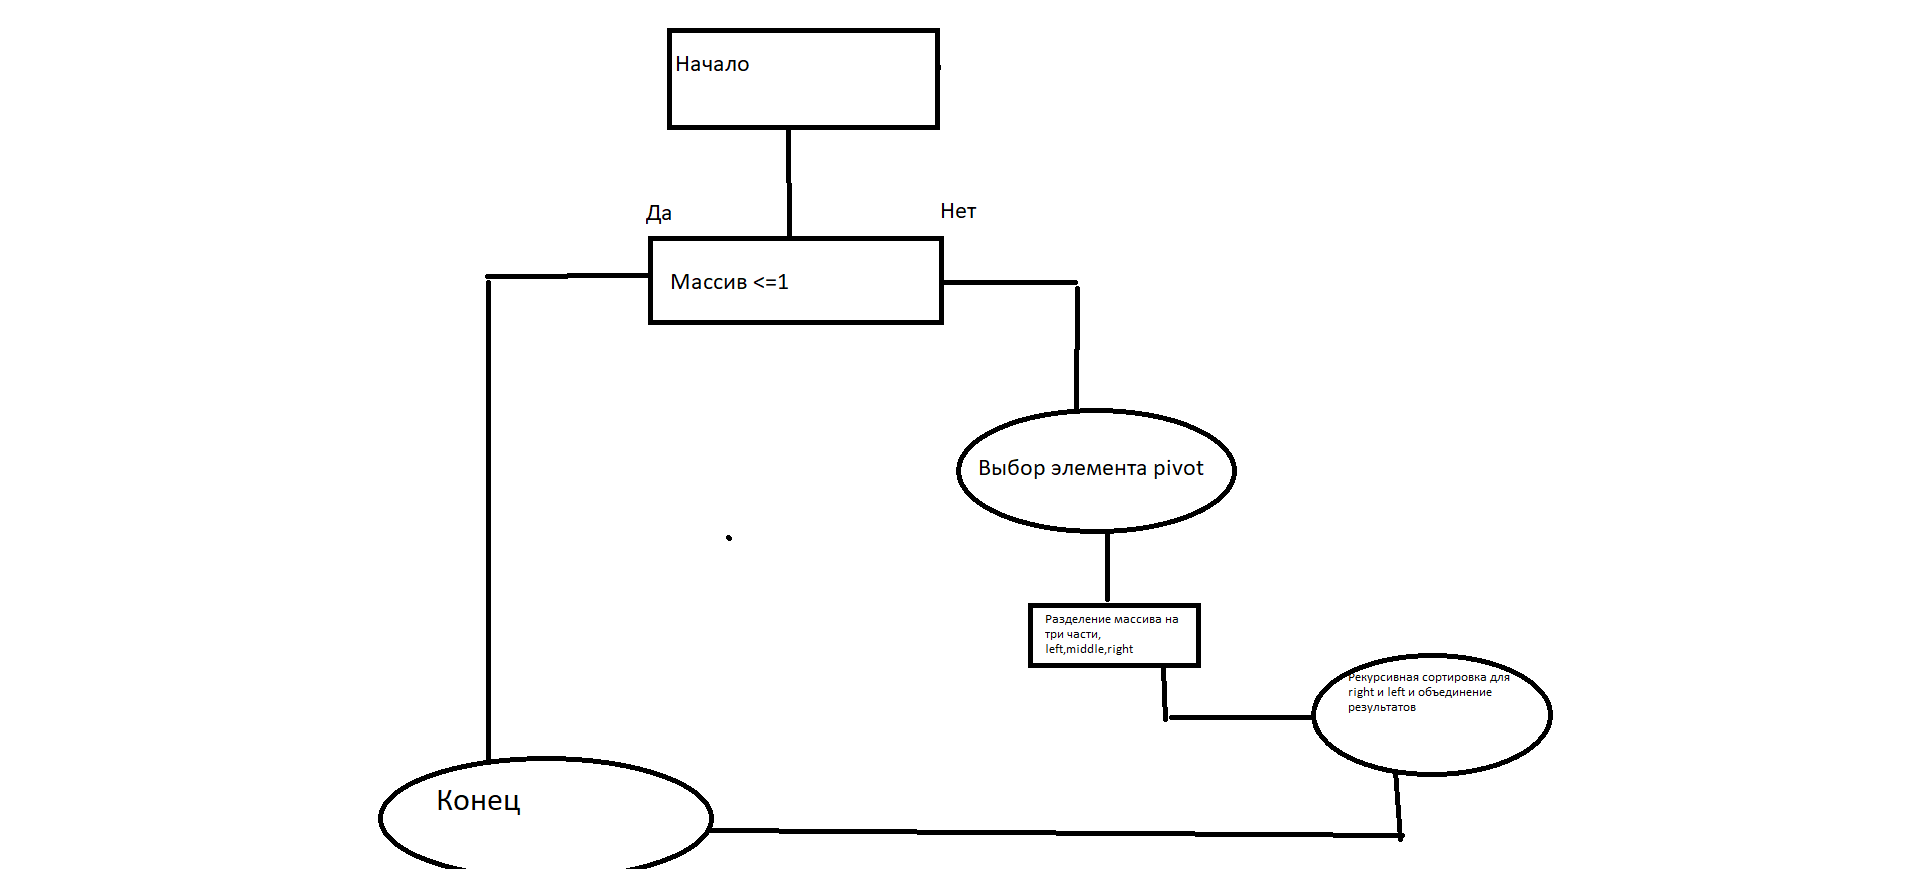 Начало
Да
Нет
Массив <=1
Выбор элемента pivot
Разделение массива на
три части,
left,middle,right
Рекурсивная сортировка для
right и left и объединение
результатов
Конец